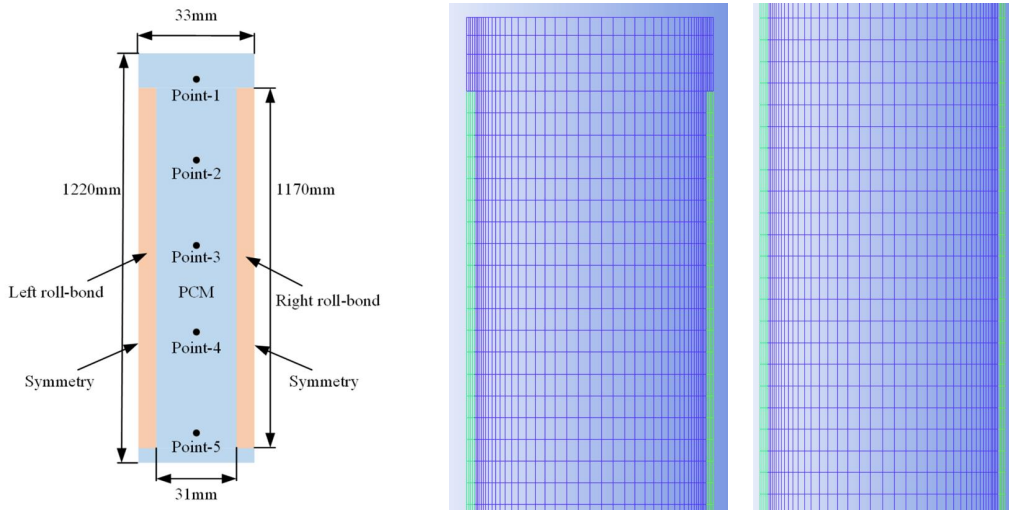 33mm
Point-1
Point-2
1220mm
1170mm
Point-3
Left roll-bond
PCM
Right roll-bond
Point-4
Symmetry
Symmetry
Point-5
31mm